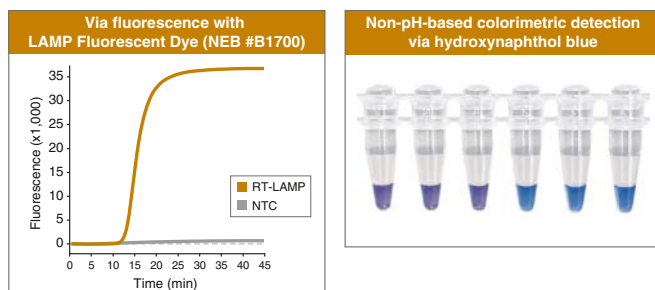 Via fluorescence with
LAMP Fluorescent Dye (NEB #B1700)
Fluorescence (x1,000)
35
30
25
20
15
10
5
0
RT-LAMP
NTC
0 5 10 15 20 25 30 35 40 45
Time (min)
Non-pH-based colorimetric detection
via hydroxynaphthol blue